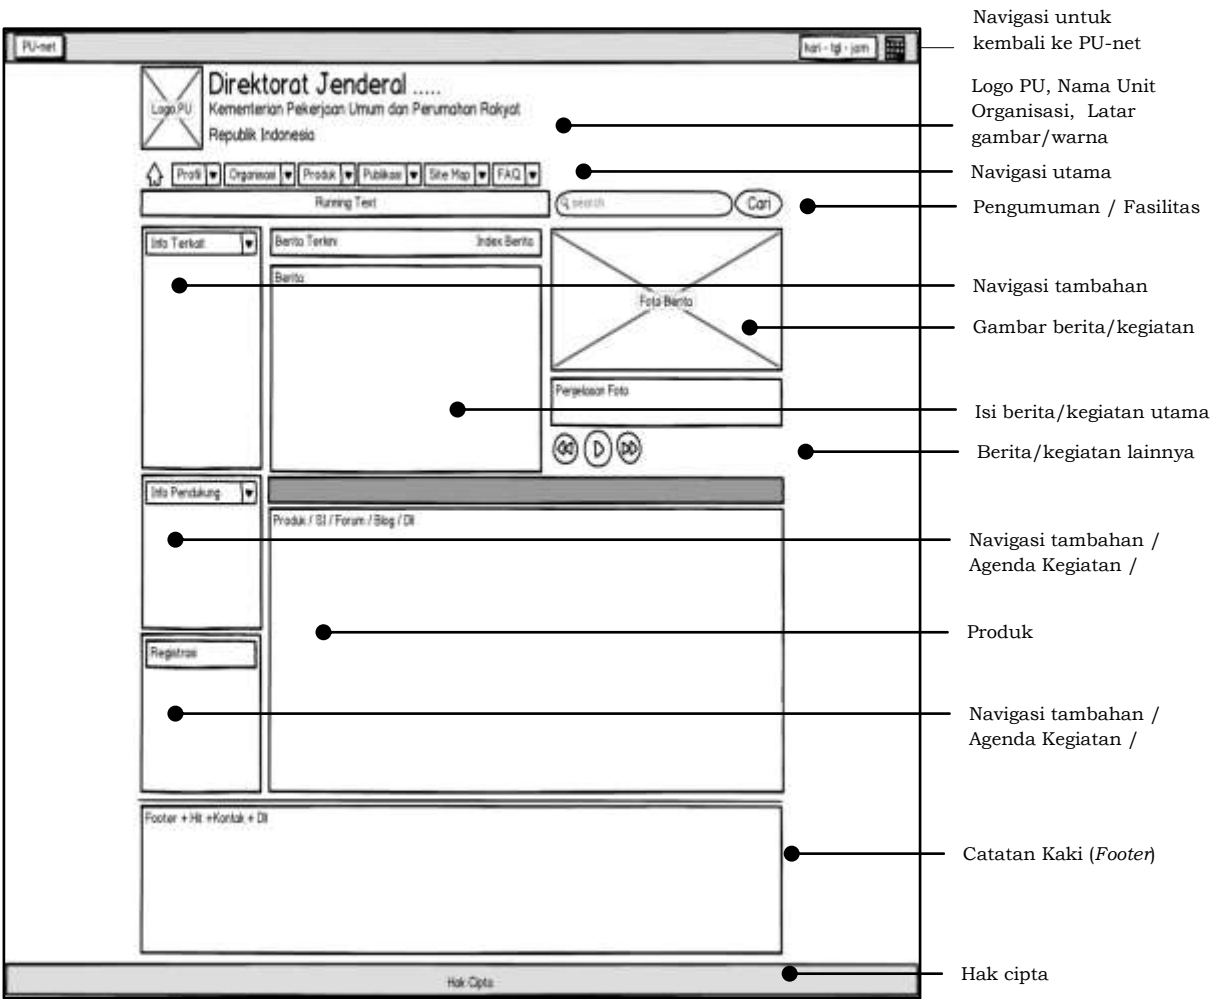 Navigasi untuk
kembali ke PU-net
PU-net
hari - tgl - jam
Logo PU, Nama Unit
Organisasi, Latar
gambar/warna
Logo PU
Direktorat Jenderal .....
Kementerian Pekerjaan Umum dan Perumahan Rakyat
Republik Indonesia
Navigasi utama
Profil
Organisasi
Produk
Publikasi
Site Map
FAQ
Running Text
search
Cari
Pengumuman / Fasilitas
Info Terkait
Berita Terkini
Index Berita
Berita
Navigasi tambahan
Foto Berita
Gambar berita/kegiatan
Penjelasan Foto
Isi berita/kegiatan utama
Berita/kegiatan lainnya
Info Pendukung
Produk / SI / Forum / Blog / Dll
Navigasi tambahan /
Agenda Kegiatan /
Produk
Registrasi
Navigasi tambahan /
Agenda Kegiatan /
Footer + Hit +Kontak + Dll
Catatan Kaki (Footer)
Hak Cipta
Hak cipta